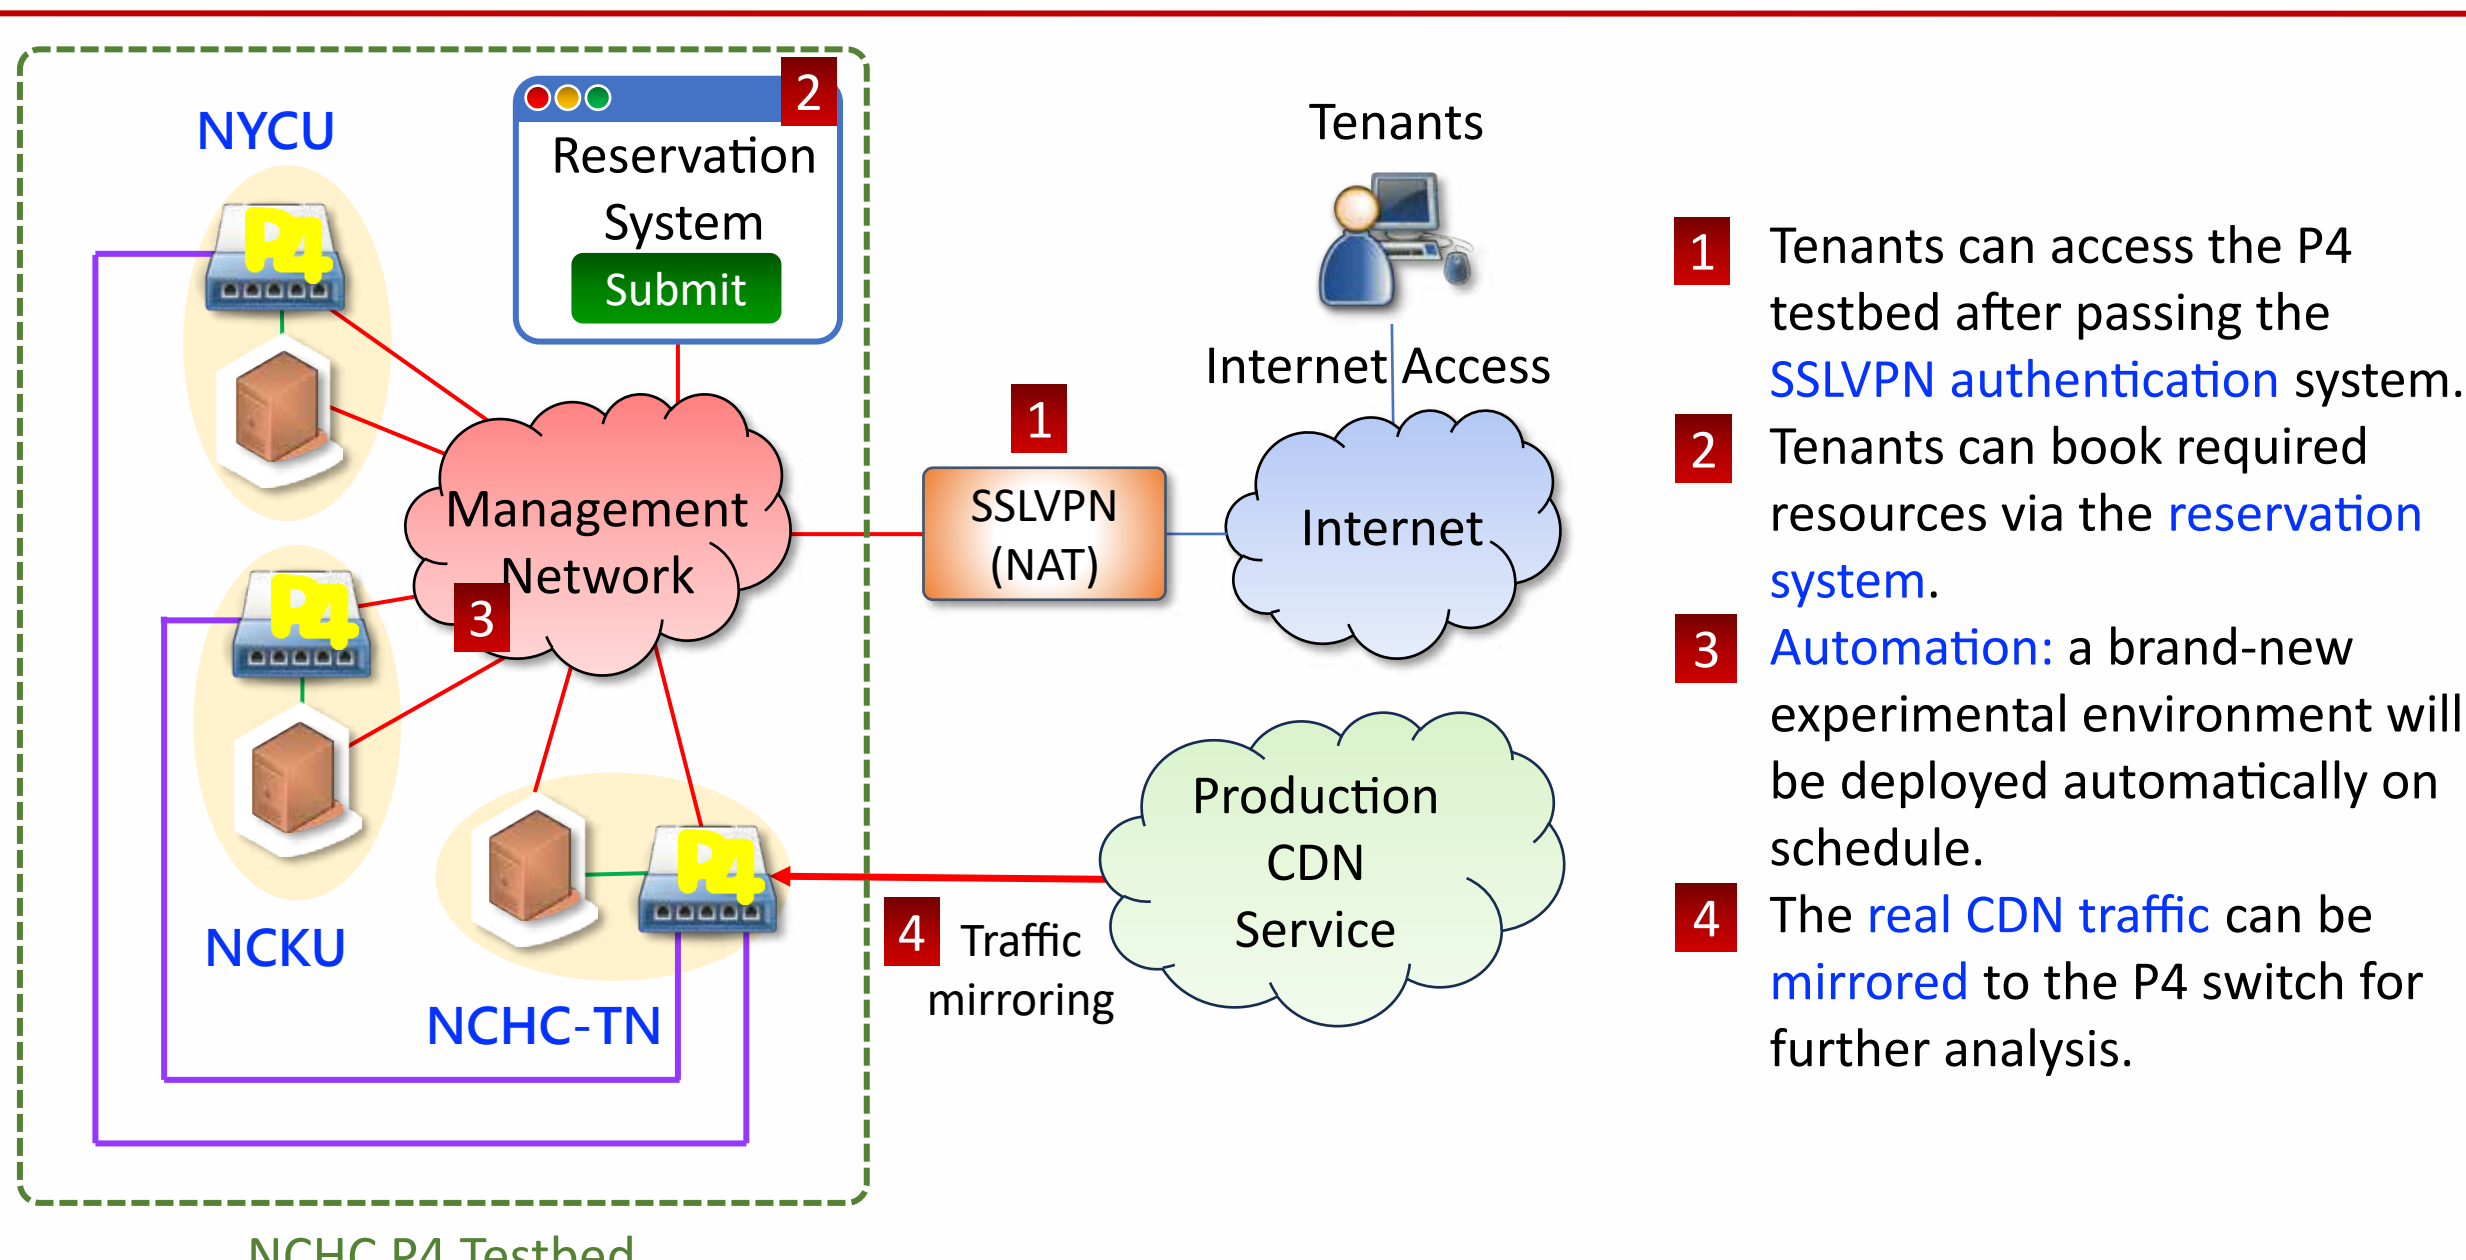 NYCU
P4
2
Reservation
System
Submit
Tenants
Internet Access
1
SSLVPN
(NAT)
Internet
Management
Network
3
P4
NCKU
P4
NCHC-TN
4
Traffic
mirroring
Production
CDN
Service
NCHC P4 Testbed
1 Tenants can access the P4
testbed after passing the
SSLVPN authentication system.
2 Tenants can book required
resources via the reservation
system.
3 Automation: a brand-new
experimental environment will
be deployed automatically on
schedule.
4 The real CDN traffic can be
mirrored to the P4 switch for
further analysis.